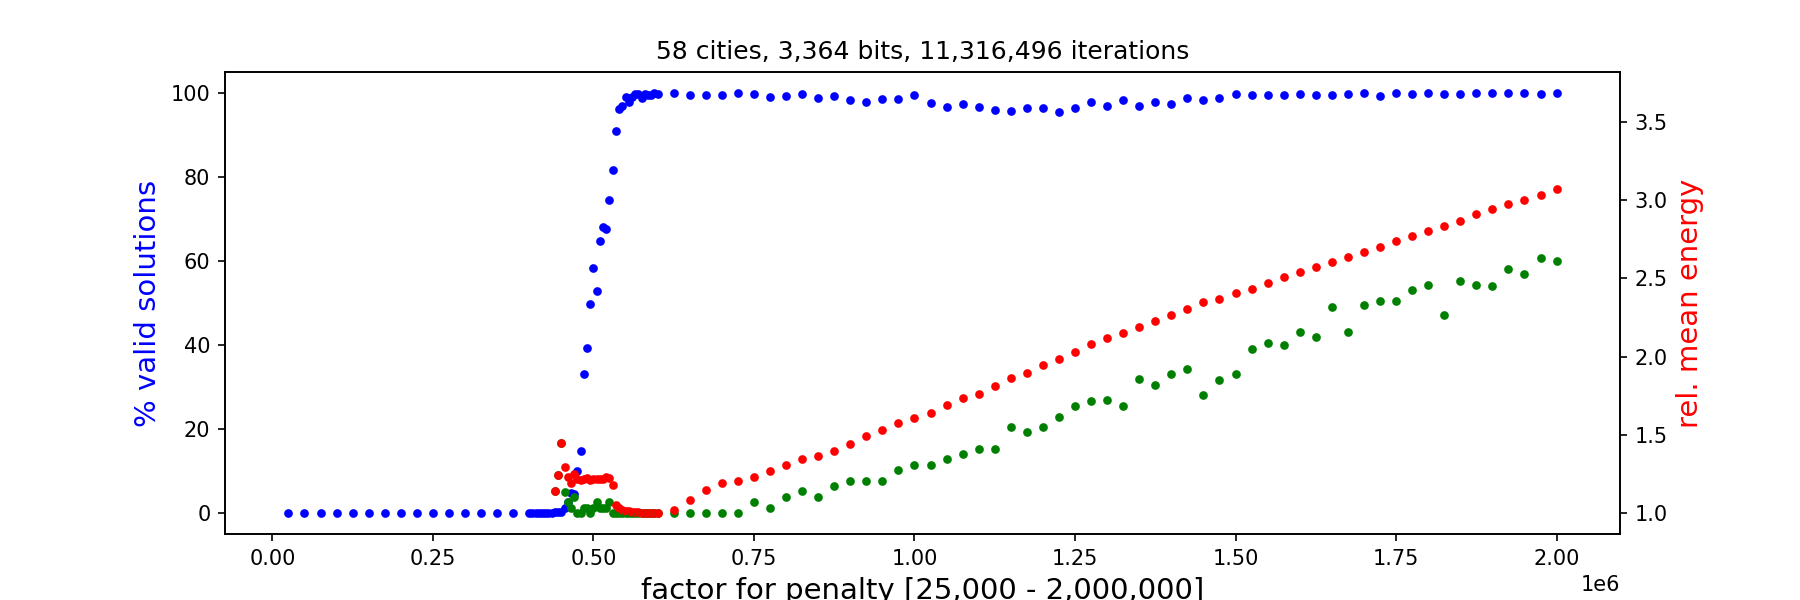 58 cities, 3,364 bits, 11,316,496 iterations
% valid solutions
100
80
60
40
20
0
3.5
3.0
2.5
2.0
1.5
1.0
rel. mean energy
0.00 0.25 0.50 0.75 1.00 1.25 1.50 1.75 2.00
1e6
factor for penalty [25,000 - 2,000,000]